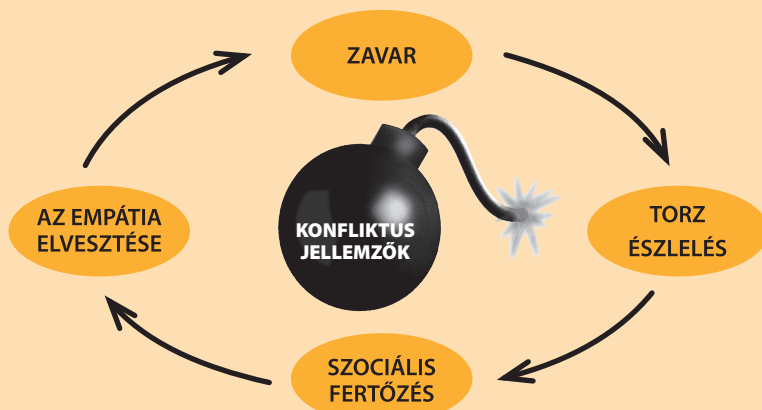 ZAVAR
TORZ
ÉSZLELÉS
SZOCIÁLIS
FERTŐZÉS
AZ EMPÁTIA
ELVESZTÉSE
KONFLIKTUS
JELLEMZŐK